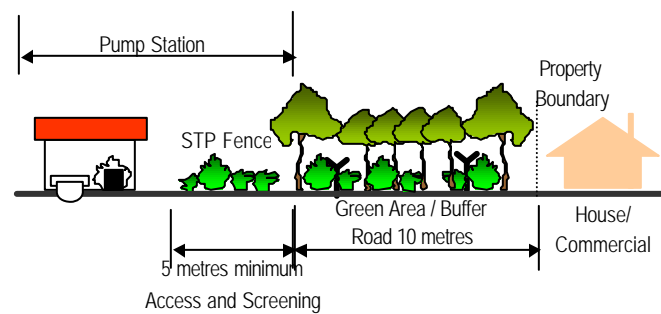 Pump Station
Property
Boundary
STP Fence
Green Area / Buffer
Road 10 metres
House/
Commercial
5 metres minimum
Access and Screening